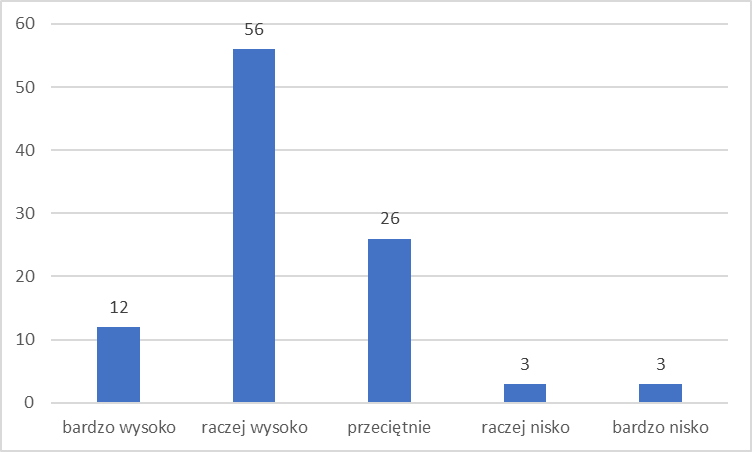 60
50
40
30
20
10
0
12
56
26
3
3
bardzo wysoko
raczej wysoko
przeciętnie
raczej nisko
bardzo nisko